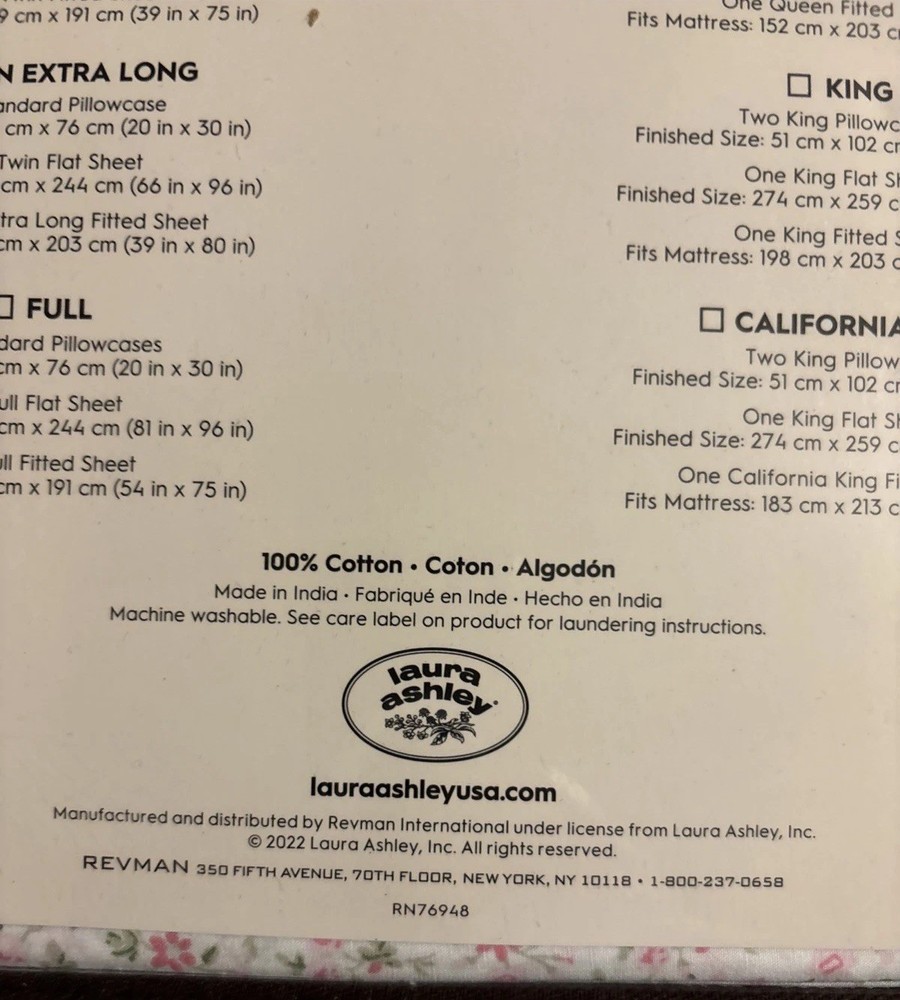 9 cm x 191 cm (39 in x 75 in)
N EXTRA LONG
andard Pillowcase
cm x 76 cm (20 in x 30 in)
Twin Flat Sheet
cm x 244 cm (66 in x 96 in)
tra Long Fitted Sheet
cm x 203 cm (39 in x 80 in)
☐ FULL
dard Pillowcases
cm x 76 cm (20 in x 30 in)
ull Flat Sheet
cm x 244 cm (81 in x 96 in)
ull Fitted Sheet
cm x 191 cm (54 in x 75 in)
One Queen Fitted
Fits Mattress: 152 cm x 203 c
☐ KING
Two King Pillowc
Finished Size: 51 cm x 102 cr
One King Flat Sh
Finished Size: 274 cm x 259 c
One King Fitted S
Fits Mattress: 198 cm x 203 c
☐ CALIFORNIA
Two King Pillow
Finished Size: 51 cm x 102 cr
One King Flat Sh
Finished Size: 274 cm x 259 c
One California King Fi
Fits Mattress: 183 cm x 213 c
100% Cotton • Coton • Algodón
Made in India • Fabriqué en Inde • Hecho en India
Machine washable. See care label on product for laundering instructions.
laura
ashley®
lauraashleyusa.com
Manufactured and distributed by Revman International under license from Laura Ashley, Inc.
© 2022 Laura Ashley, Inc. All rights reserved.
REVMAN 350 FIFTH AVENUE, 70TH FLOOR, NEW YORK, NY 10118 • 1-800-237-0658
RN76948